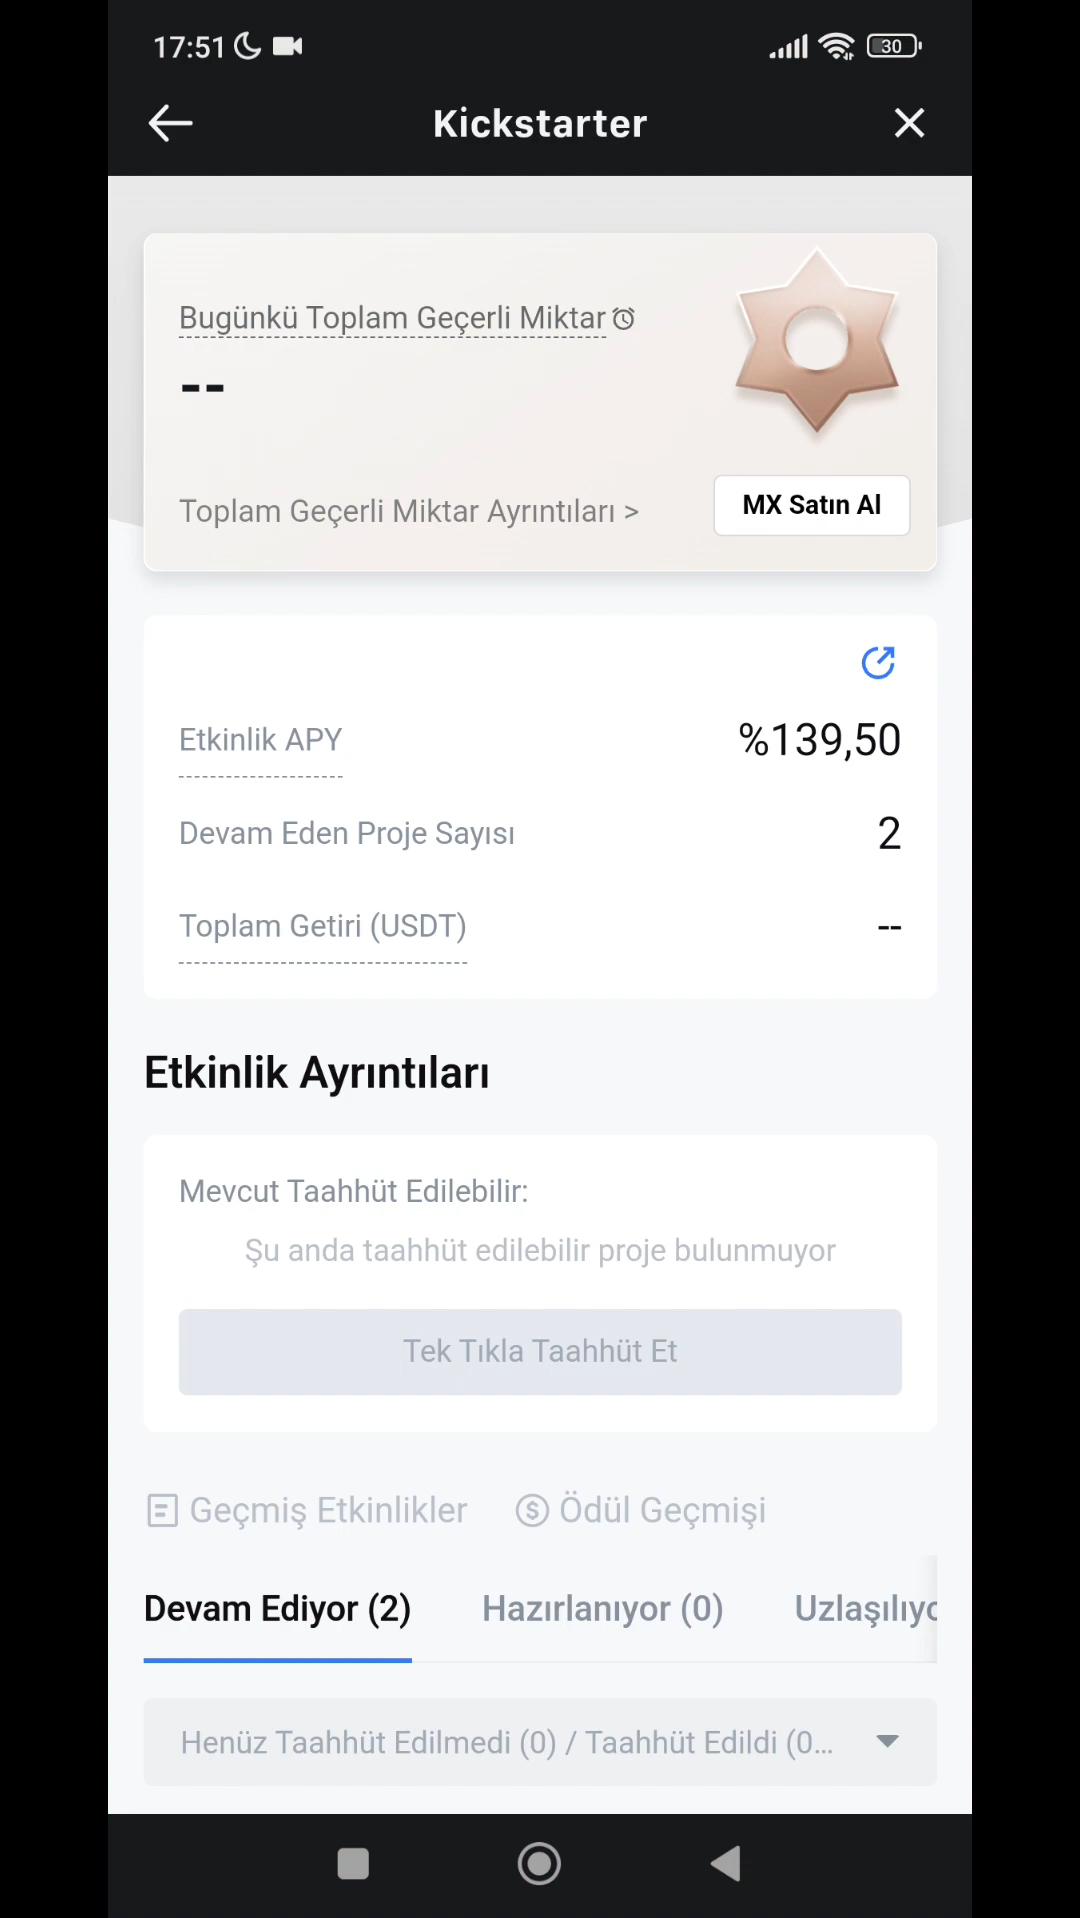 17:51
30
Kickstarter
Bugünkü Toplam Geçerli Miktar
--
Toplam Geçerli Miktar Ayrıntıları >
MX Satın Al
Etkinlik APY
%139,50
Devam Eden Proje Sayısı
2
Toplam Getiri (USDT)
--
Etkinlik Ayrıntıları
Mevcut Taahhüt Edilebilir:
Şu anda taahhüt edilebilir proje bulunmuyor
Tek Tıkla Taahhüt Et
Geçmiş Etkinlikler
Ödül Geçmişi
Devam Ediyor (2)
Hazırlanıyor (0)
Uzlaşılıyo
Henüz Taahhüt Edilmedi (0) / Taahhüt Edildi (0...